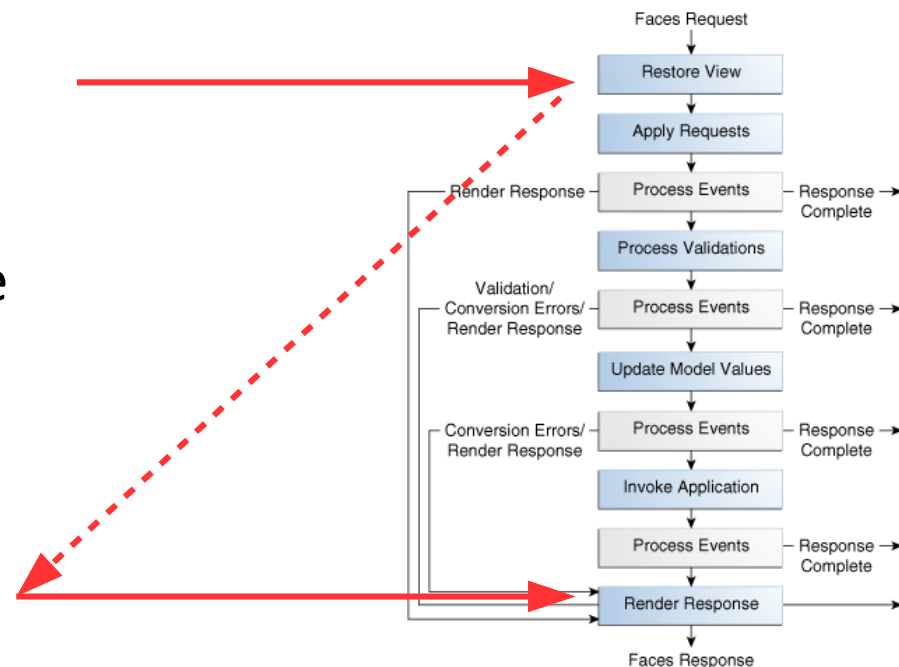 Faces Request
Restore View
Apply Requests
Render Response
Process Events
Response
Complete
Process Validations
e
Validation/
Conversion Errors/
Render Response
Process Events
Response
Complete
Update Model Values
Conversion Errors/
Render Response
Process Events
Response
Complete
Invoke Application
Process Events
Response
Complete
Render Response
Faces Response